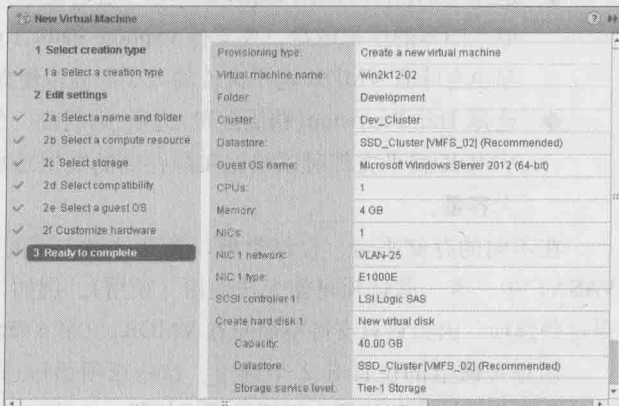 New Virtual Machine
1 Select creation type
1a Select a creation type
2 Edit settings
2a Select a name and folder
2b Select a compute resource
2c Select storage
2d Select compatibility
2e Select a guest OS
2f Customize hardware
3 Ready to complete
Provisioning type: Create a new virtual machine
Virtual machine name: win2k12-02
Folder: Development
Cluster: Dev_Cluster
Datastore: SSD_Cluster [VMFS_02] (Recommended)
Guest OS name: Microsoft Windows Server 2012 (64-bit)
CPUs: 1
Memory: 4 GB
NICs: 1
NIC 1 network: VLAN-25
NIC 1 type: E1000E
SCSI controller 1: LSI Logic SAS
Create hard disk 1: New virtual disk
Capacity: 40.00 GB
Datastore: SSD_Cluster [VMFS_02] (Recommended)
Storage service level: Tier-1 Storage